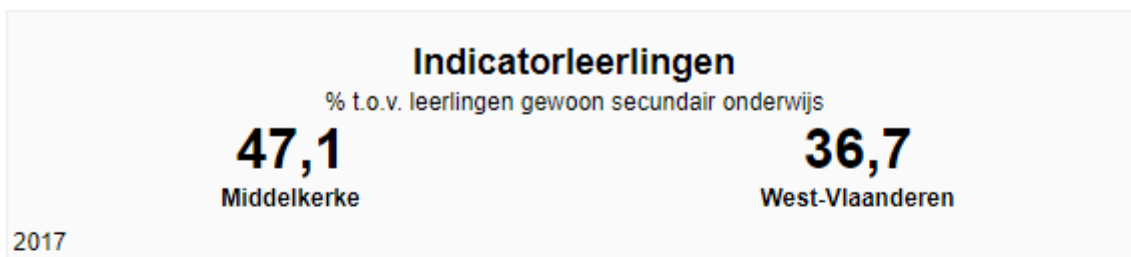 Indicatorleerlingen
% t.o.v. leerlingen gewoon secundair onderwijs
47,1 36,7
Middelkerke West-Vlaanderen
2017